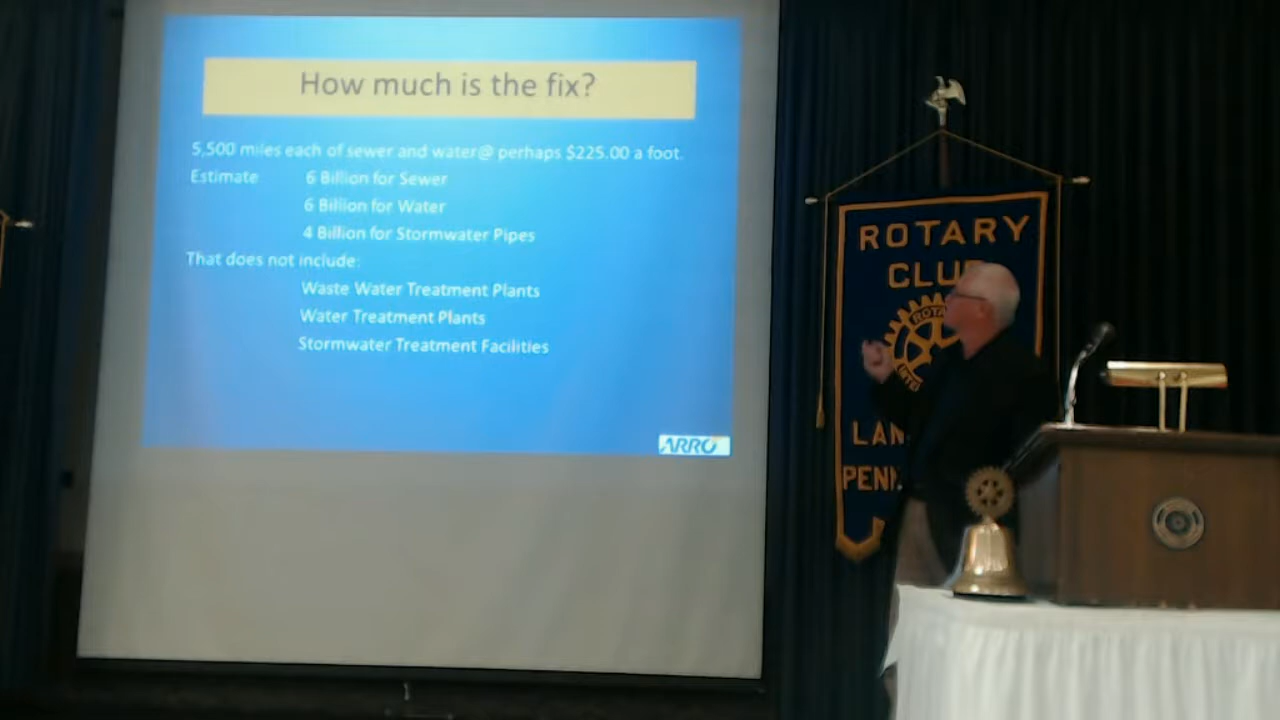 How much is the fix?
5,500 miles each of sewer and water@ perhaps $225.00 a foot.
Estimate 6 Billion for Sewer
6 Billion for Water
4 Billion for Stormwater Pipes
That does not include:
Waste Water Treatment Plants
Water Treatment Plants
Stormwater Treatment Facilities
ARRO
ROTARY
CLU
ROTA
INTE
LAN
PENN